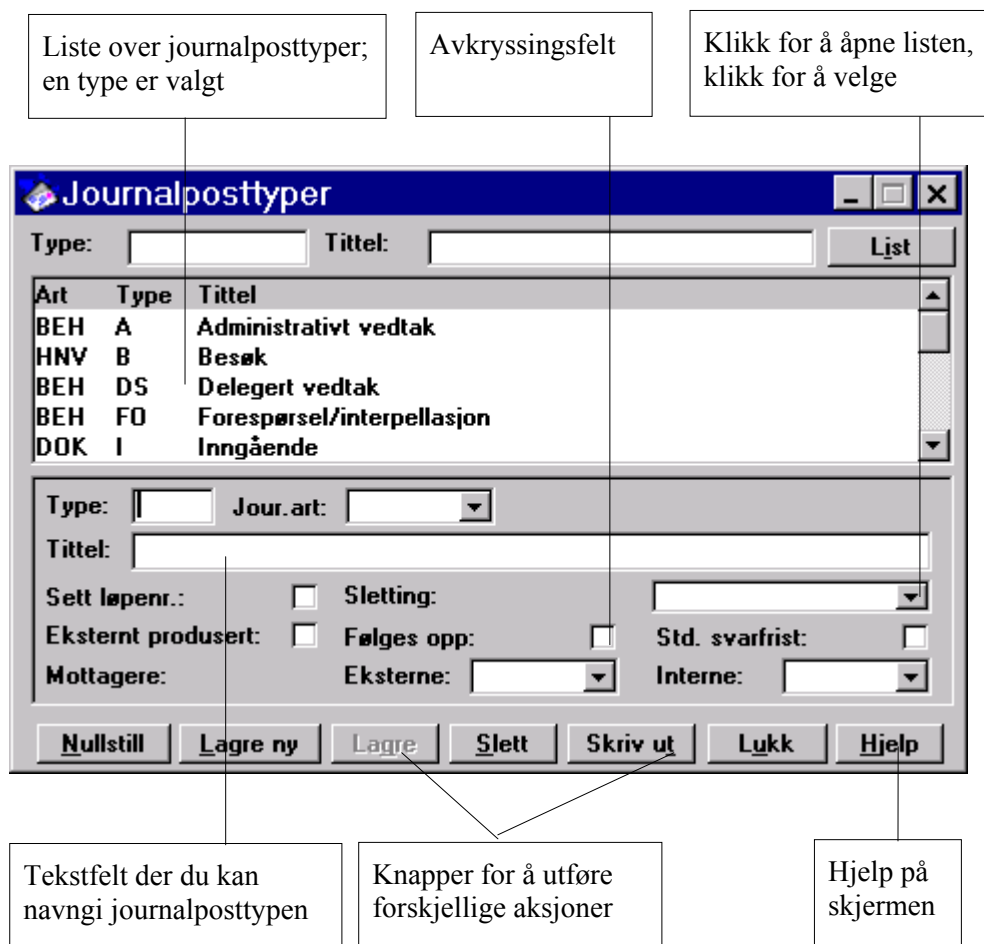 Liste over journalposttyper;
en type er valgt
Avkryssingsfelt
Klikk for å åpne listen,
klikk for å velge
Journalposttyper
Type: Tittel: List
Art Type Tittel
BEH A Administrativt vedtak
HNV B Besøk
BEH DS Delegert vedtak
BEH FO Forespørsel/interpellasjon
DOK I Inngående
Type: Jour.art:
Tittel:
Sett løpenr.: Sletting:
Eksternt produsert: Følges opp: Std. svarfrist:
Mottagere: Eksterne: Interne:
Nullstill Lagre ny Lagre Slett Skriv ut Lukk Hjelp
Tekstfelt der du kan
navngi journalposttypen
Knapper for å utføre
forskjellige aksjoner
Hjelp på
skjermen